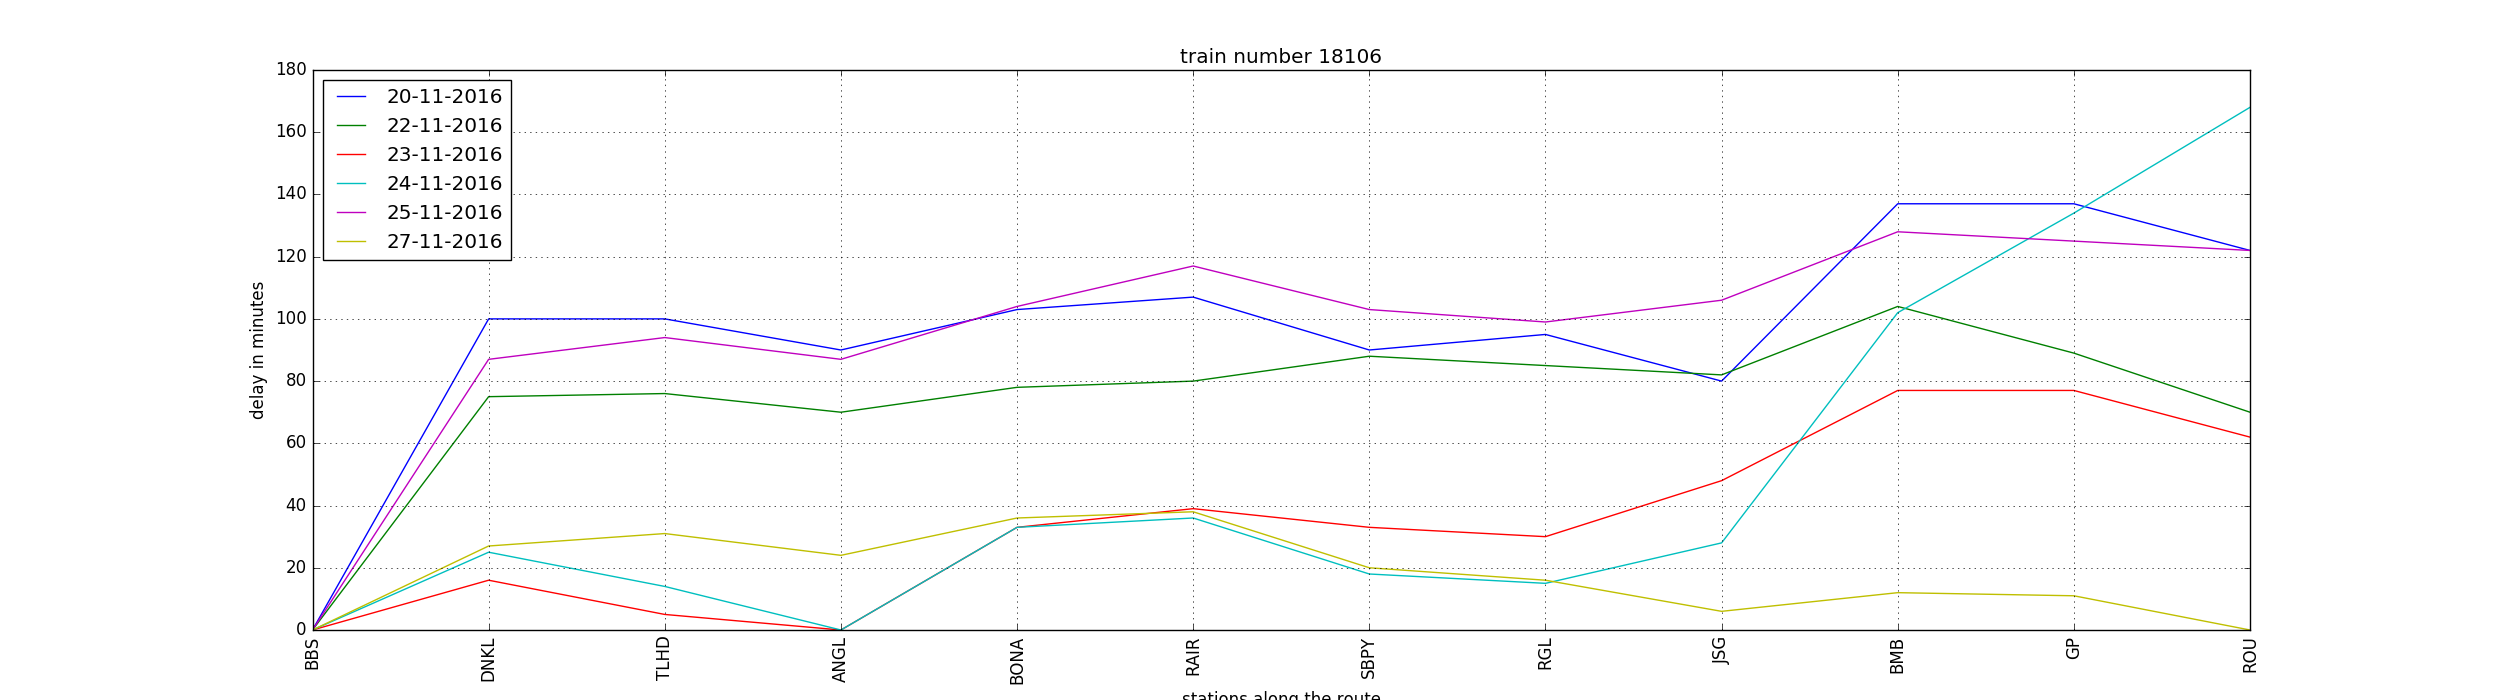 train number 18106
180
160
140
120
100
80
60
40
20
0
delay in minutes
20-11-2016
22-11-2016
23-11-2016
24-11-2016
25-11-2016
27-11-2016
BBS
DNKL
TLHD
ANGL
BONA
RAIR
SBPY
RGL
JSG
BMB
GP
ROU
stations along the route